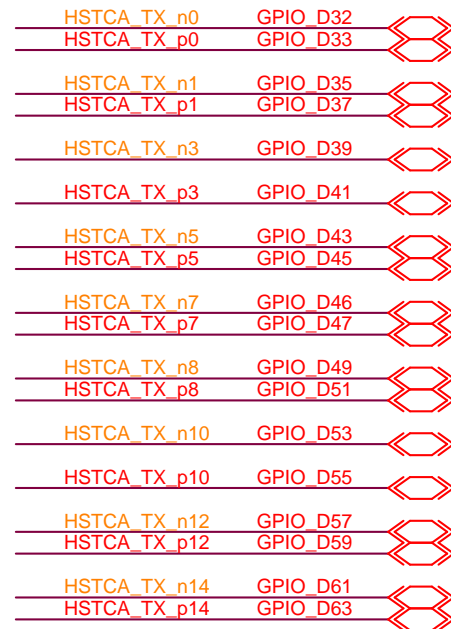 HSTCA_TX_n0 GPIO_D32
HSTCA_TX_p0 GPIO_D33
HSTCA_TX_n1 GPIO_D35
HSTCA_TX_p1 GPIO_D37
HSTCA_TX_n3 GPIO_D39
HSTCA_TX_p3 GPIO_D41
HSTCA_TX_n5 GPIO_D43
HSTCA_TX_p5 GPIO_D45
HSTCA_TX_n7 GPIO_D46
HSTCA_TX_p7 GPIO_D47
HSTCA_TX_n8 GPIO_D49
HSTCA_TX_p8 GPIO_D51
HSTCA_TX_n10 GPIO_D53
HSTCA_TX_p10 GPIO_D55
HSTCA_TX_n12 GPIO_D57
HSTCA_TX_p12 GPIO_D59
HSTCA_TX_n14 GPIO_D61
HSTCA_TX_p14 GPIO_D63